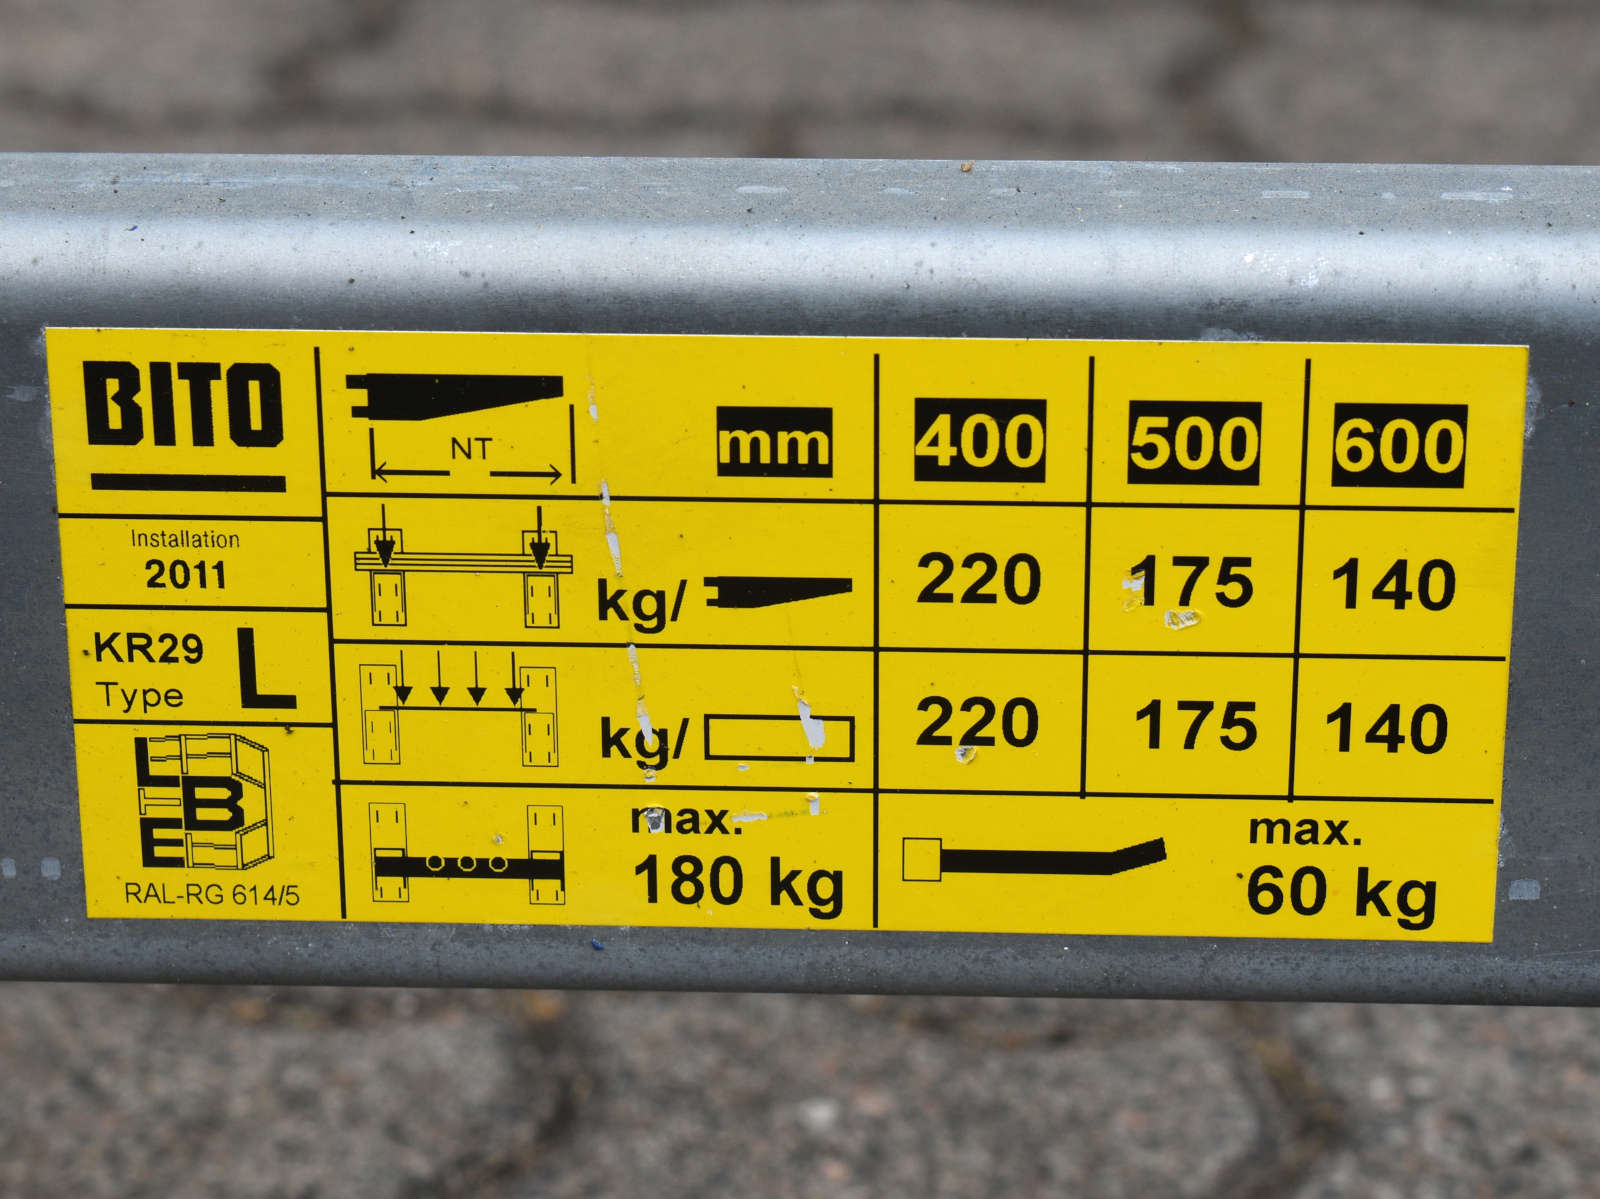 BITO
Installation
2011
KR29
Type L
LBE
RAL-RG 614/5
NT mm 400 500 600
kg/ 220 175 140
kg/ 220 175 140
max.
180 kg
max.
60 kg